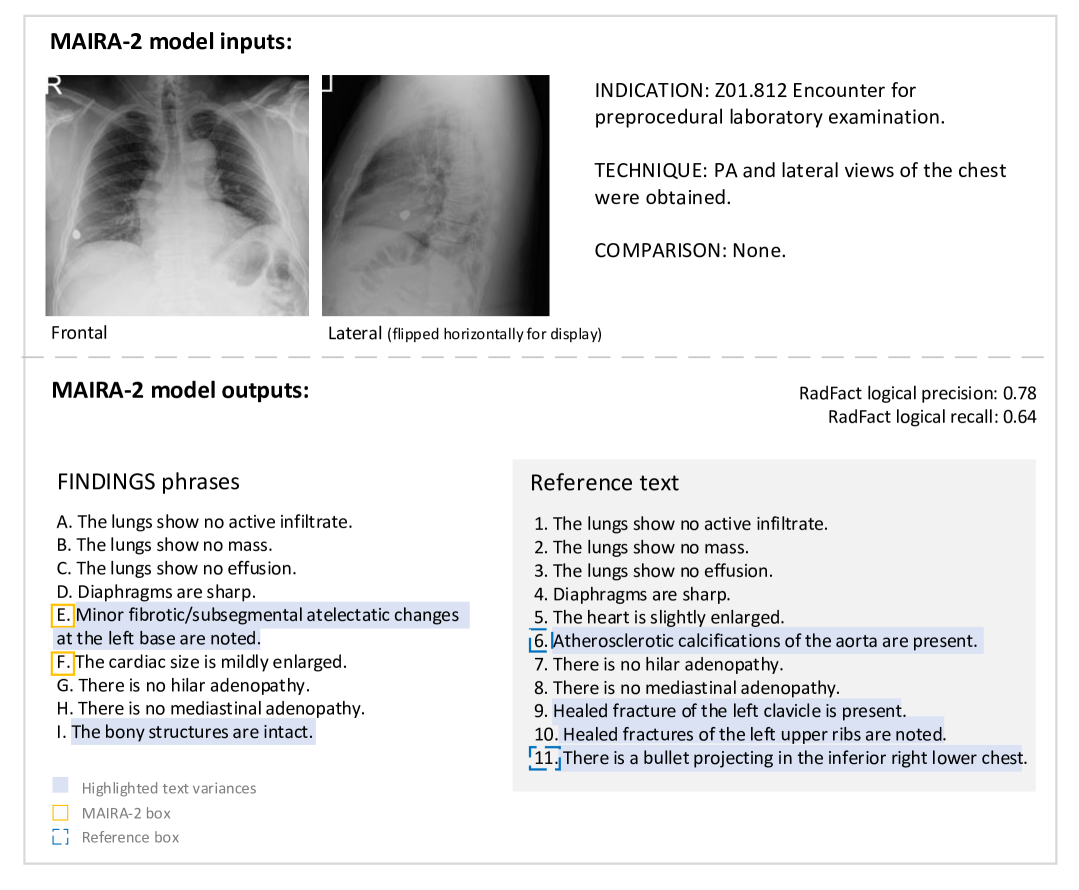 MAIRA-2 model inputs:
R
INDICATION: Z01.812 Encounter for
preprocedural laboratory examination.
TECHNIQUE: PA and lateral views of the chest
were obtained.
COMPARISON: None.
Frontal
Lateral (flipped horizontally for display)
MAIRA-2 model outputs:
RadFact logical precision: 0.78
RadFact logical recall: 0.64
FINDINGS phrases
A. The lungs show no active infiltrate.
B. The lungs show no mass.
C. The lungs show no effusion.
D. Diaphragms are sharp.
E. Minor fibrotic/subsegmental atelectatic changes
at the left base are noted.
F. The cardiac size is mildly enlarged.
G. There is no hilar adenopathy.
H. There is no mediastinal adenopathy.
I. The bony structures are intact.
Highlighted text variances
MAIRA-2 box
Reference box
Reference text
1. The lungs show no active infiltrate.
2. The lungs show no mass.
3. The lungs show no effusion.
4. Diaphragms are sharp.
5. The heart is slightly enlarged.
6. Atherosclerotic calcifications of the aorta are present.
7. There is no hilar adenopathy.
8. There is no mediastinal adenopathy.
9. Healed fracture of the left clavicle is present.
10. Healed fractures of the left upper ribs are noted.
11. There is a bullet projecting in the inferior right lower chest.